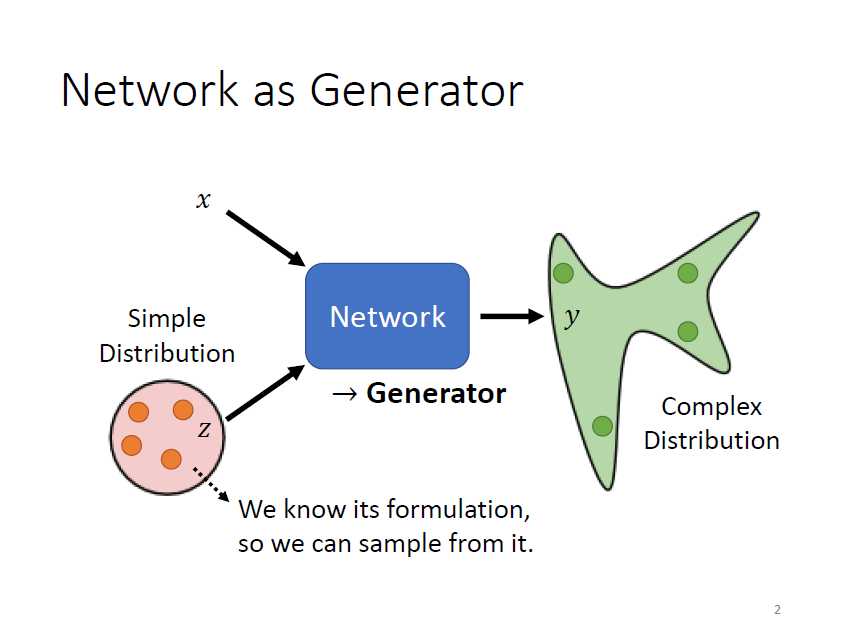 Network as Generator
x
Simple
Distribution
z
Network
→ Generator
y
Complex
Distribution
We know its formulation,
so we can sample from it.
2